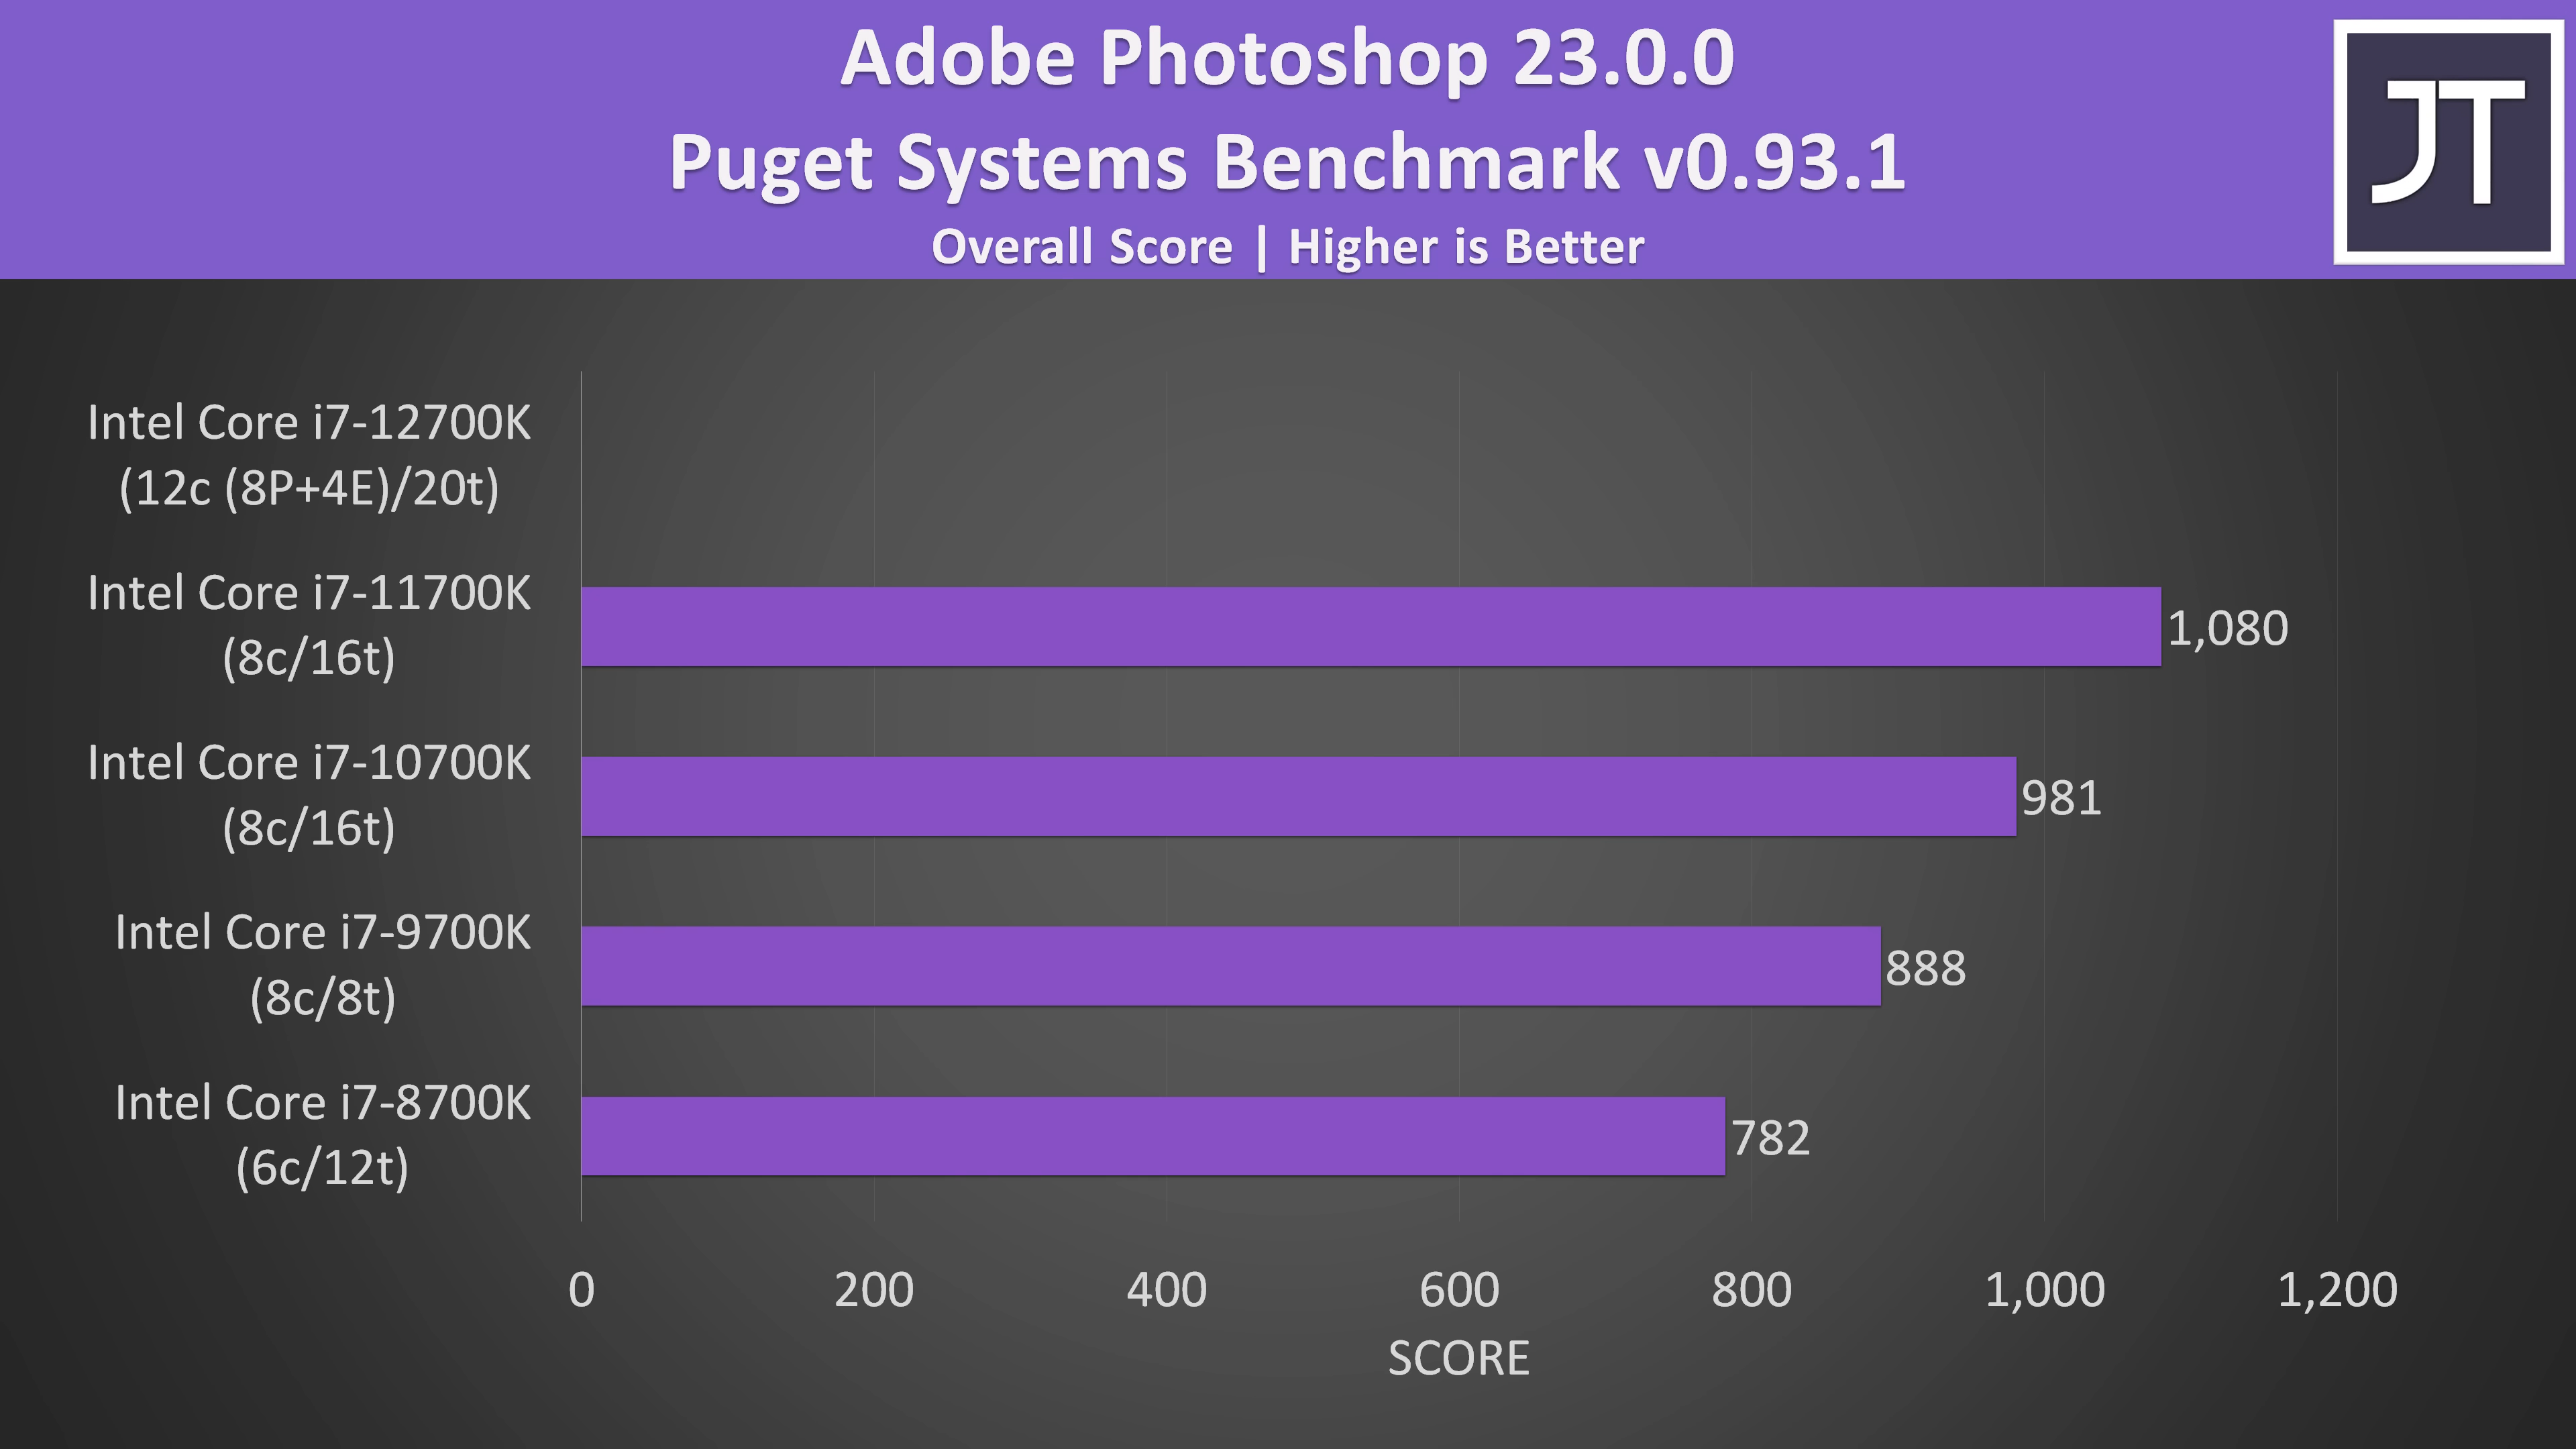 Adobe Photoshop 23.0.0
Puget Systems Benchmark v0.93.1
Overall Score | Higher is Better
JT
Intel Core i7-12700K
(12c (8P+4E)/20t)
Intel Core i7-11700K
(8c/16t)
1,080
Intel Core i7-10700K
(8c/16t)
981
Intel Core i7-9700K
(8c/8t)
888
Intel Core i7-8700K
(6c/12t)
782
0 200 400 600 800 1,000 1,200
SCORE